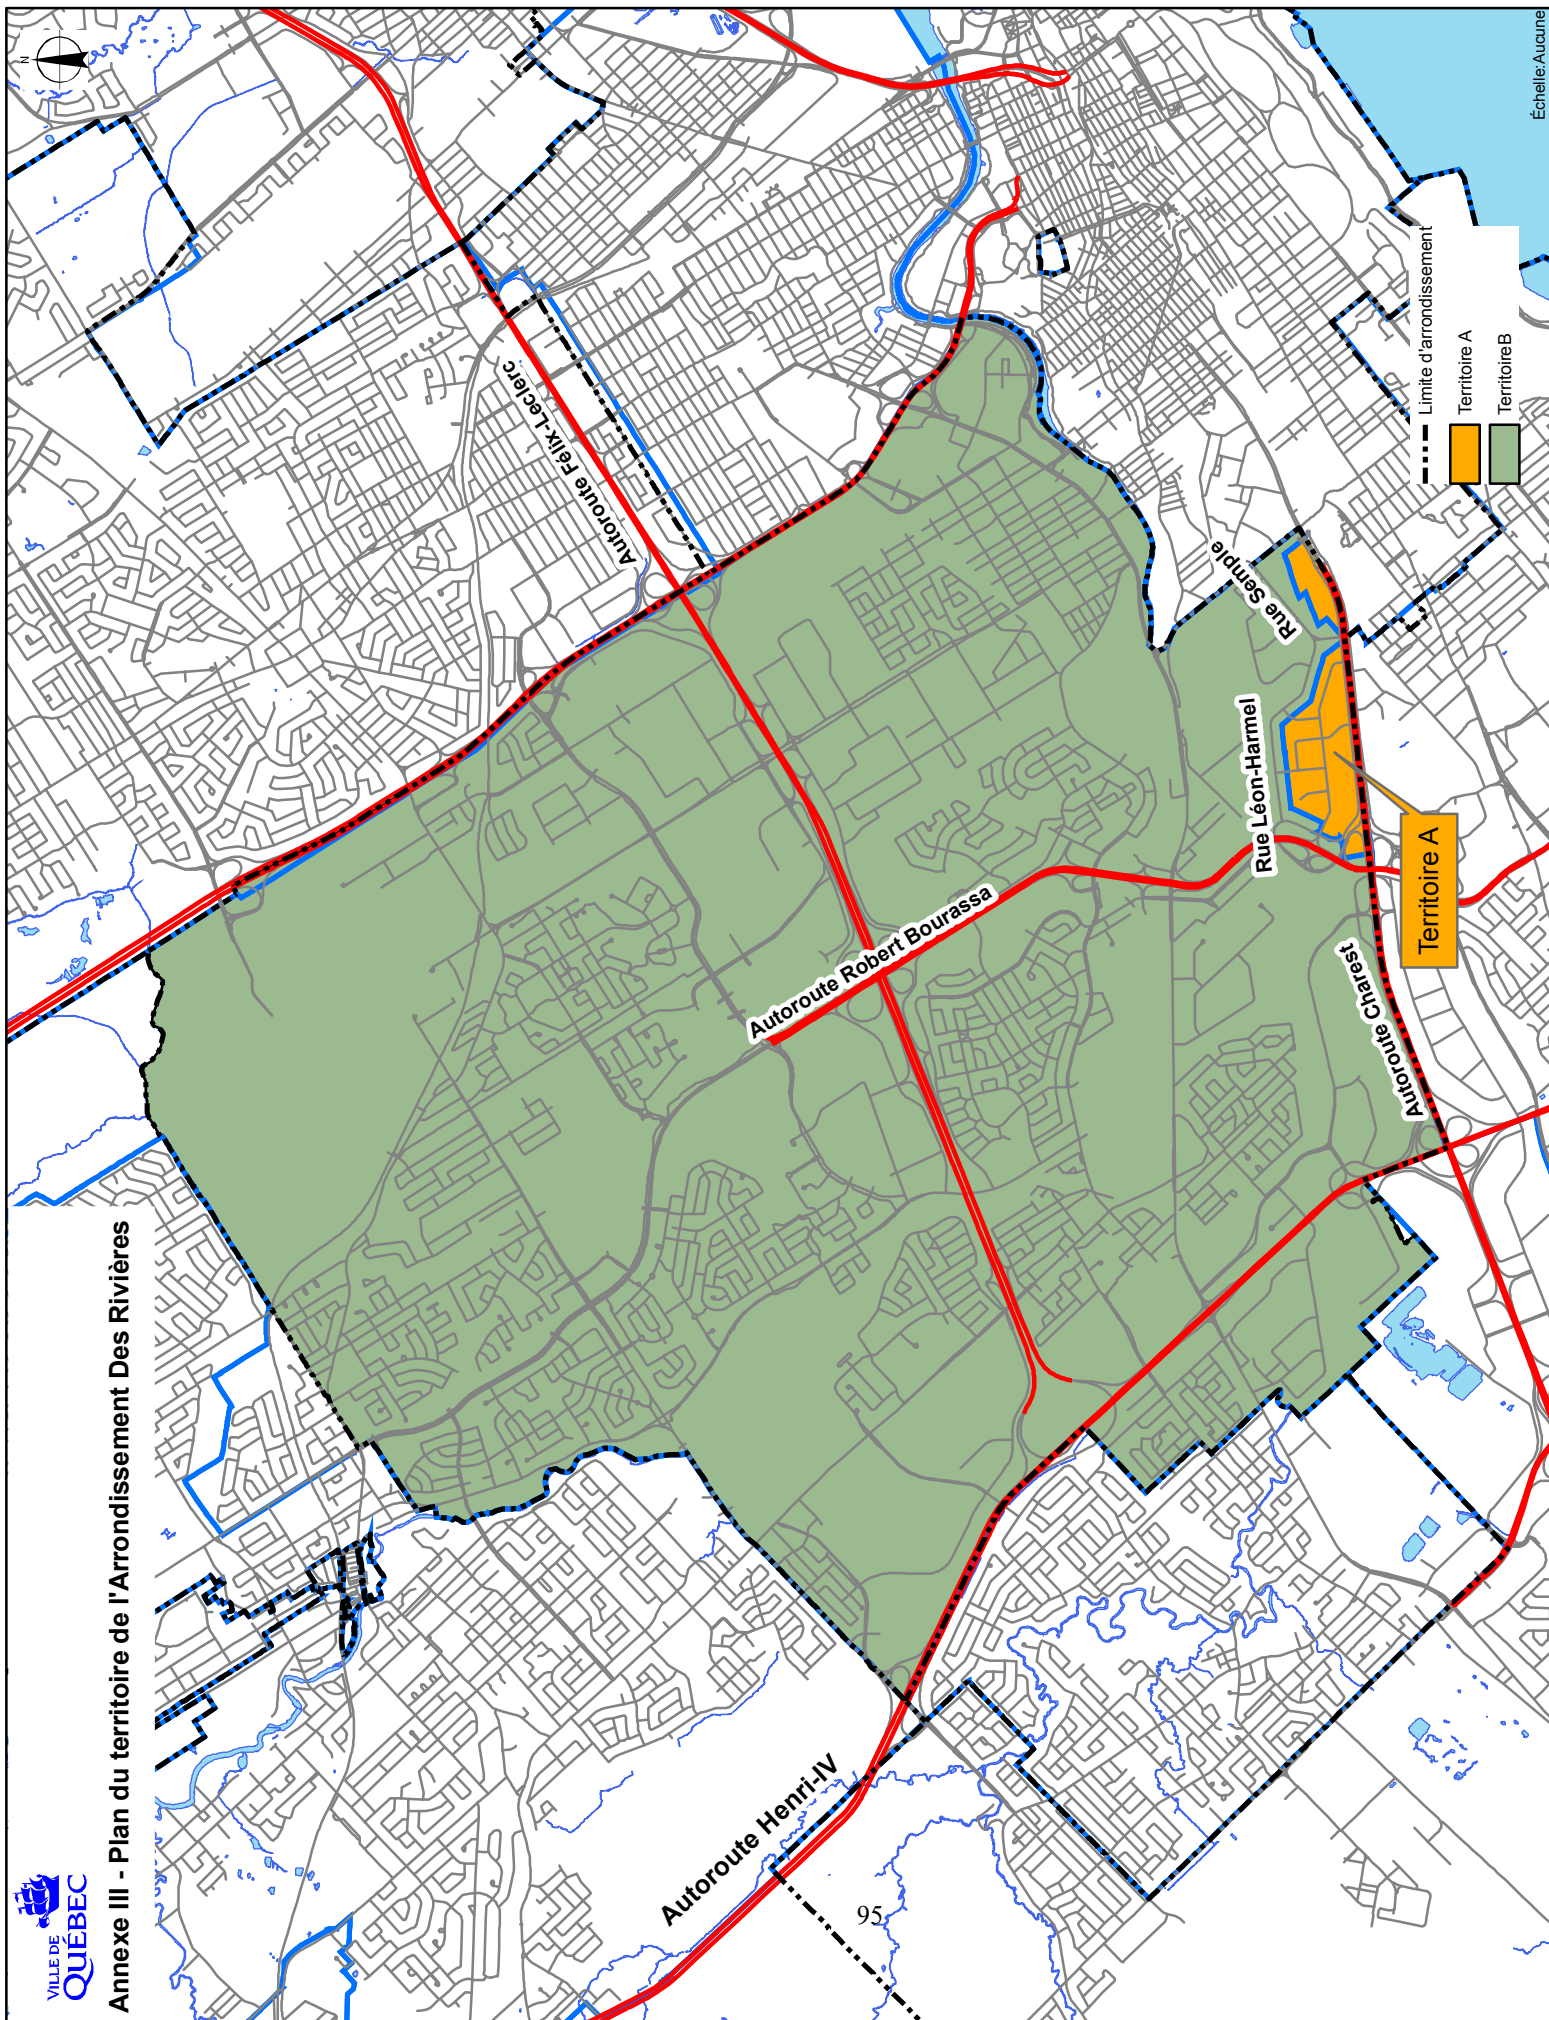 VILLE DE
QUÉBEC
Annexe III - Plan du territoire de l'Arrondissement Des Rivières
N
Autoroute Félix-Leclerc
Autoroute Robert Bourassa
Rue Semple
Rue Léon-Harmel
Autoroute Charest
Autoroute Henri-IV
Territoire A
Limite d'arrondissement
Territoire A
Territoire B
Échelle: Aucune
95